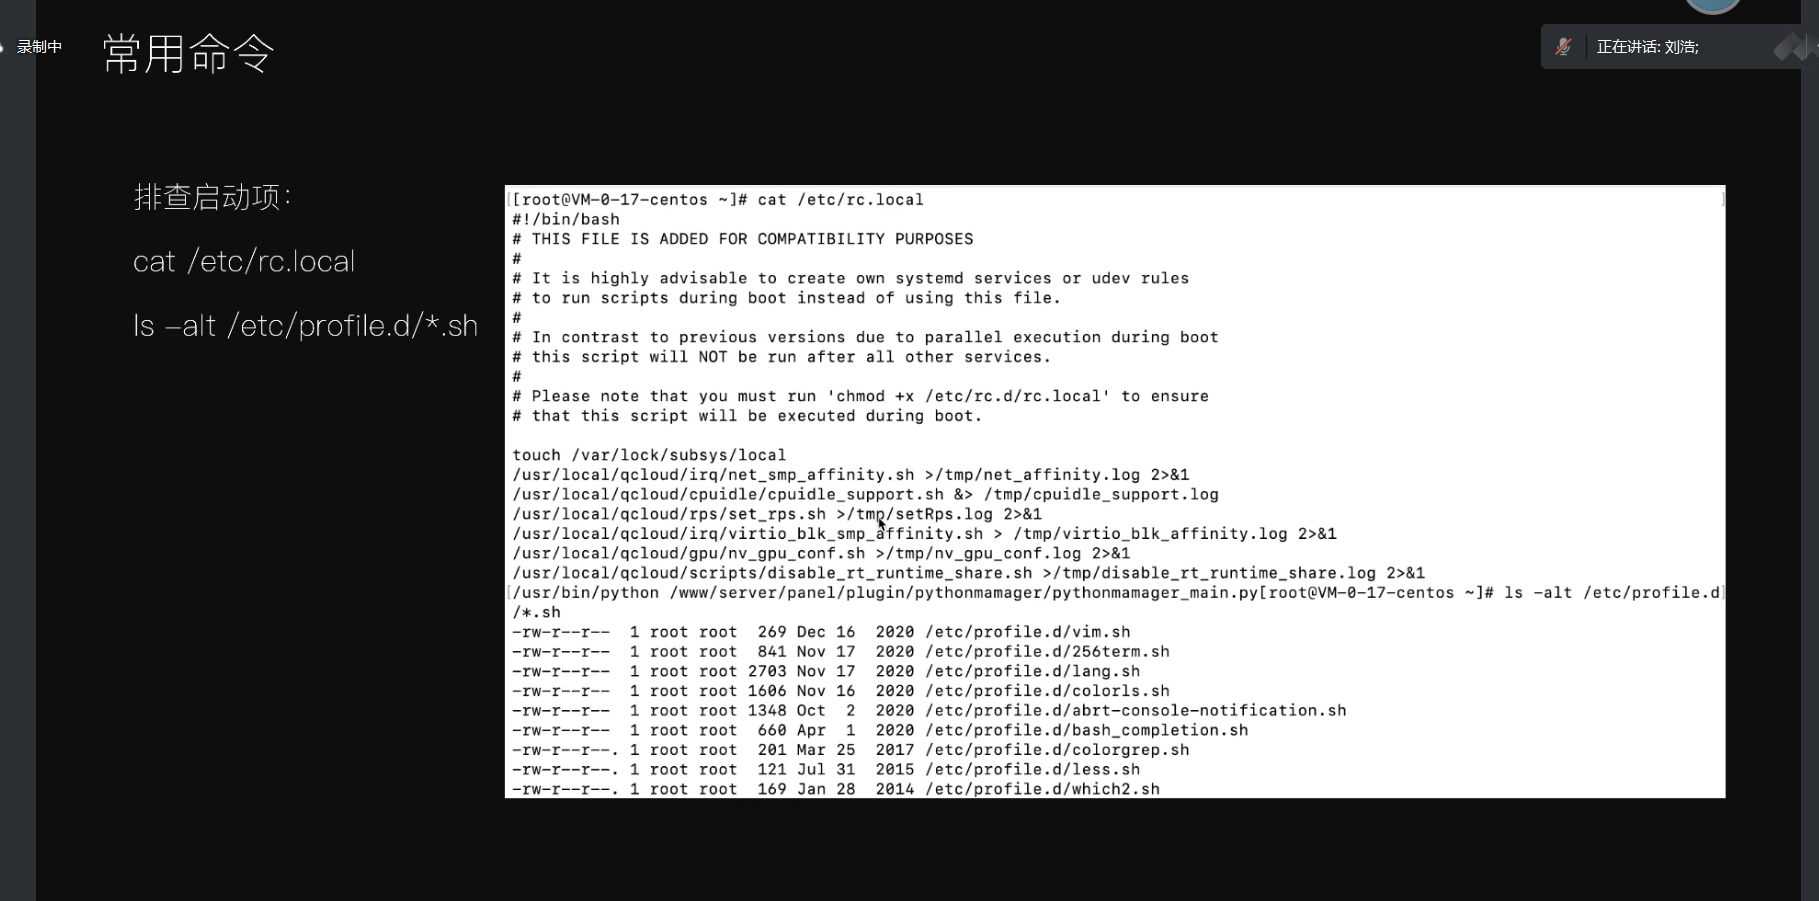 录制中
常用命令
正在讲话: 刘浩;
排查启动项:
cat /etc/rc.local
ls –alt /etc/profile.d/*.sh
[[root@VM-0-17-centos ~]# cat /etc/rc.local ]
#!/bin/bash
# THIS FILE IS ADDED FOR COMPATIBILITY PURPOSES
#
# It is highly advisable to create own systemd services or udev rules
# to run scripts during boot instead of using this file.
#
# In contrast to previous versions due to parallel execution during boot
# this script will NOT be run after all other services.
#
# Please note that you must run 'chmod +x /etc/rc.d/rc.local' to ensure
# that this script will be executed during boot.
touch /var/lock/subsys/local
/usr/local/qcloud/irq/net_smp_affinity.sh >/tmp/net_affinity.log 2>&1
/usr/local/qcloud/cpuidle/cpuidle_support.sh &> /tmp/cpuidle_support.log
/usr/local/qcloud/rps/set_rps.sh >/tmp/setRps.log 2>&1
/usr/local/qcloud/irq/virtio_blk_smp_affinity.sh > /tmp/virtio_blk_affinity.log 2>&1
/usr/local/qcloud/gpu/nv_gpu_conf.sh >/tmp/nv_gpu_conf.log 2>&1
/usr/local/qcloud/scripts/disable_rt_runtime_share.sh >/tmp/disable_rt_runtime_share.log 2>&1
[/usr/bin/python /www/server/panel/plugin/pythonmamager/pythonmamager_main.py[root@VM-0-17-centos ~]# ls -alt /etc/profile.d]
/*.sh
-rw-r--r--  1 root root  269 Dec 16  2020 /etc/profile.d/vim.sh
-rw-r--r--  1 root root  841 Nov 17  2020 /etc/profile.d/256term.sh
-rw-r--r--  1 root root 2703 Nov 17  2020 /etc/profile.d/lang.sh
-rw-r--r--  1 root root 1606 Nov 16  2020 /etc/profile.d/colorls.sh
-rw-r--r--  1 root root 1348 Oct  2  2020 /etc/profile.d/abrt-console-notification.sh
-rw-r--r--  1 root root  660 Apr  1  2020 /etc/profile.d/bash_completion.sh
-rw-r--r--. 1 root root  201 Mar 25  2017 /etc/profile.d/colorgrep.sh
-rw-r--r--. 1 root root  121 Jul 31  2015 /etc/profile.d/less.sh
-rw-r--r--. 1 root root  169 Jan 28  2014 /etc/profile.d/which2.sh